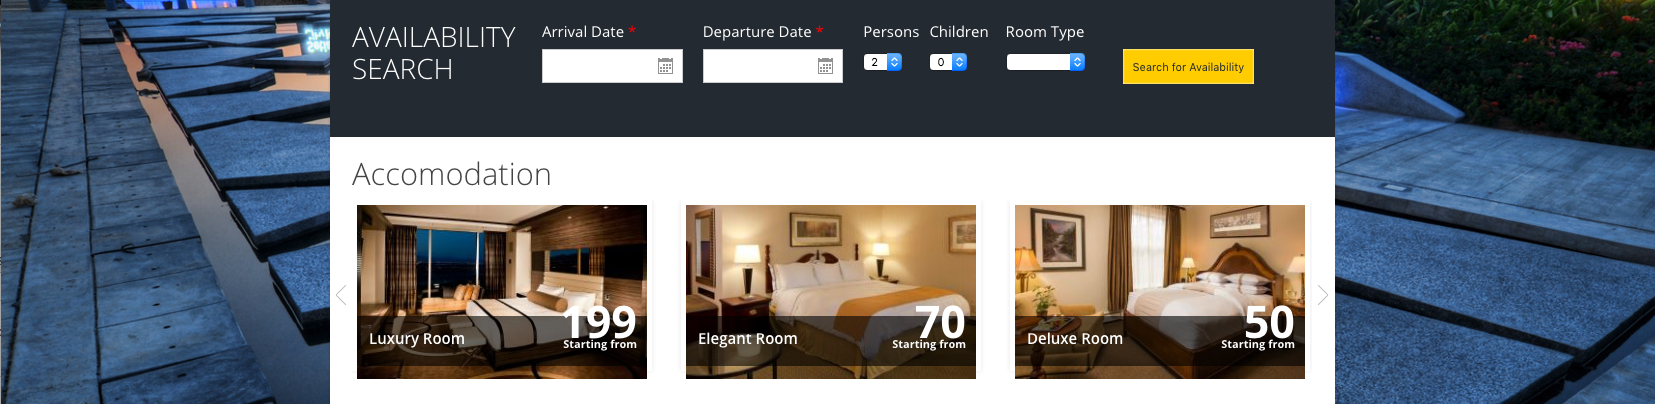 AVAILABILITY
SEARCH
Arrival Date *
Departure Date *
Persons
Children
Room Type
2
0
Search for Availability
Accomodation
199
Luxury Room
Starting from
70
Elegant Room
Starting from
50
Deluxe Room
Starting from